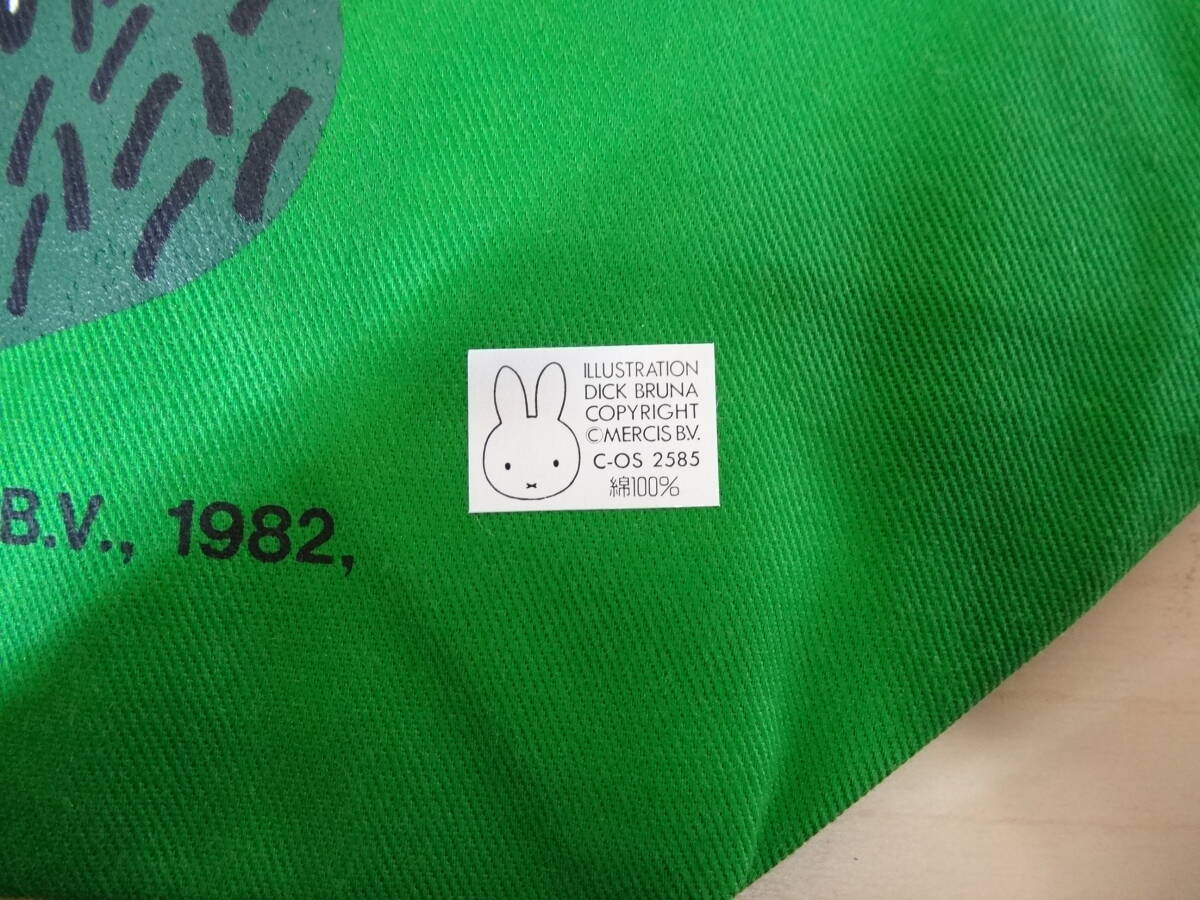 ILLUSTRATION
DICK BRUNA
COPYRIGHT
©MERCIS B.V.
C-OS 2585
綿100%
B.V., 1982,